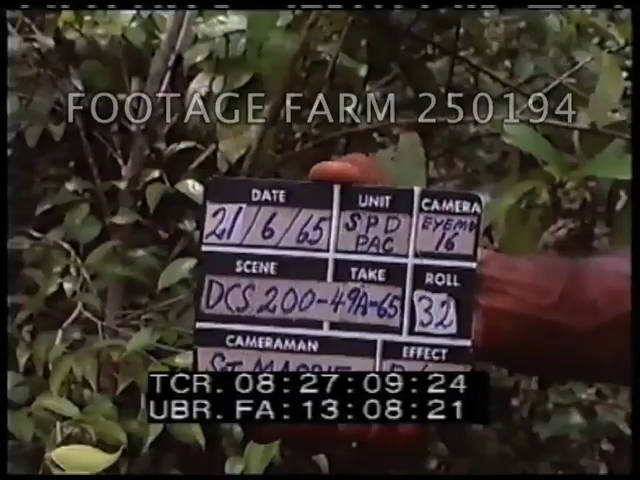 FOOTAGE FARM 250194
DATE UNIT CAMERA
21/6/65 SPD PAC EYEMO 16
SCENE TAKE ROLL
DCS 200-49A-65 32
CAMERAMAN EFFECT
TCR. 08:27:09:24
UBR. FA: 13:08:21